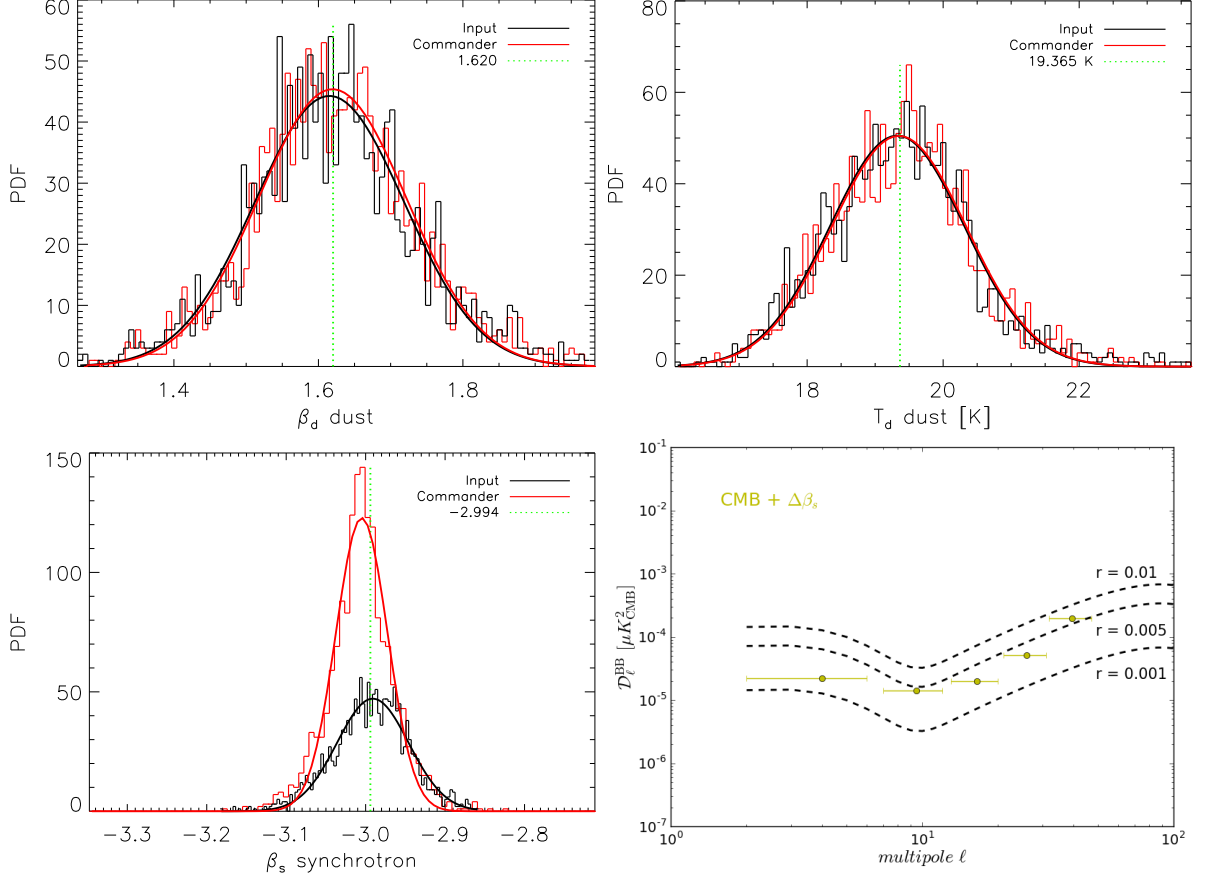 60
50
40
30
20
10
0
PDF
1.4
1.6
1.8
β_d dust
Input
Commander
1.620
80
60
40
20
0
PDF
18
20
22
T_d dust [K]
Input
Commander
19.365 K
150
100
50
0
PDF
−3.3
−3.2
−3.1
−3.0
−2.9
−2.8
β_s synchrotron
Input
Commander
−2.994
10^-1
10^-2
10^-3
10^-4
10^-5
10^-6
10^-7
D_ℓ^BB [μK²_CMB]
CMB + Δβ_s
r = 0.01
r = 0.005
r = 0.001
10^0
10^1
10^2
multipole ℓ